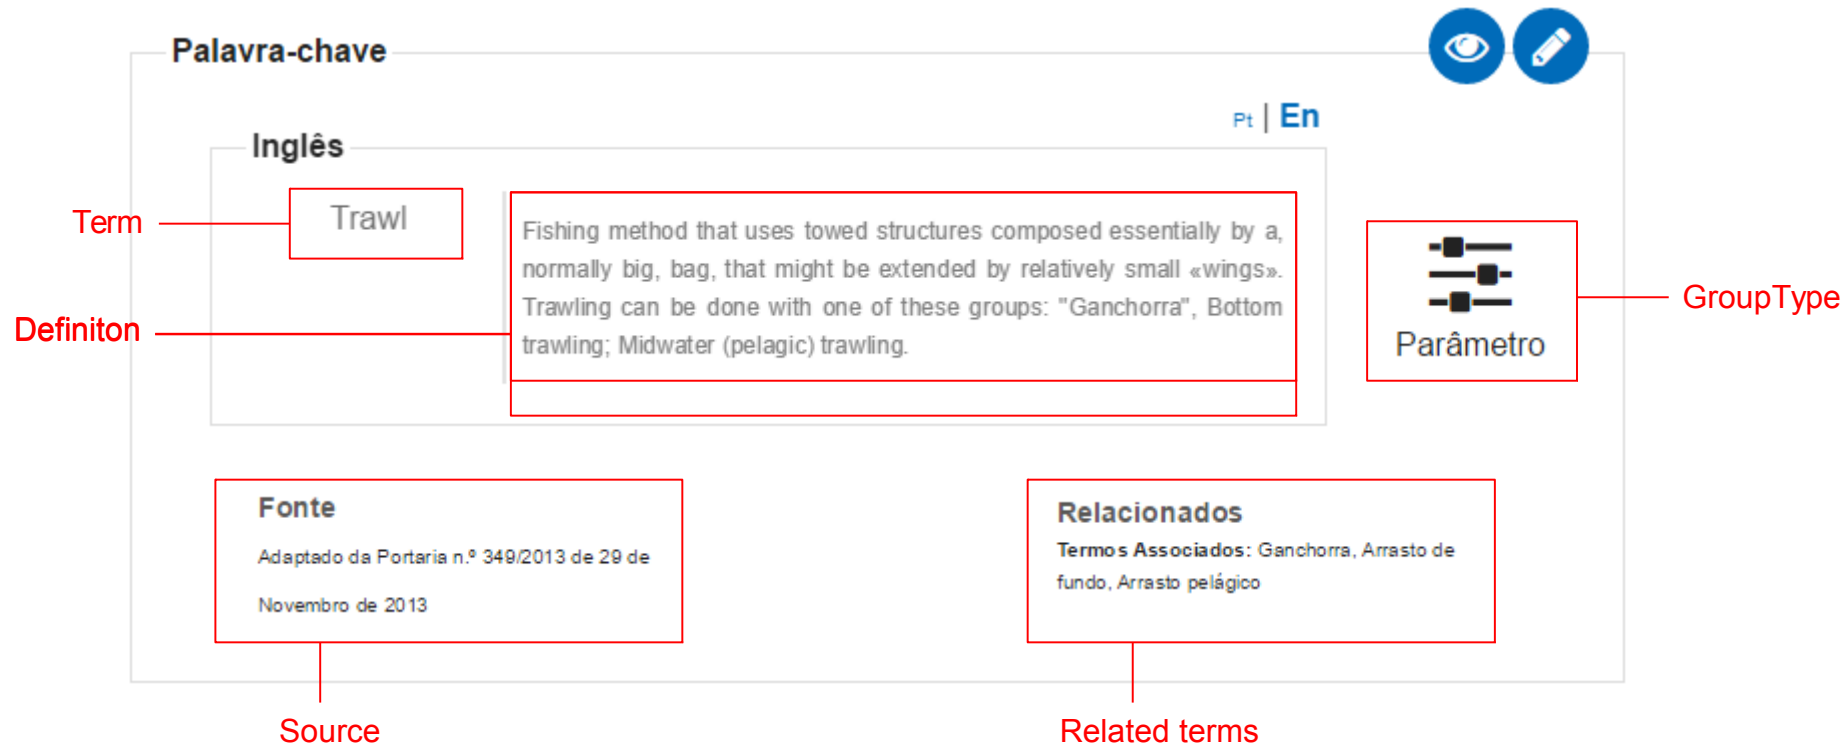 Palavra-chave
Pt | En
Inglês
Term
Trawl
Fishing method that uses towed structures composed essentially by a,
normally big, bag, that might be extended by relatively small «wings».
Trawling can be done with one of these groups: "Ganchorra", Bottom
trawling; Midwater (pelagic) trawling.
Definiton
GroupType
Parâmetro
Fonte
Adaptado da Portaria n.º 349/2013 de 29 de
Novembro de 2013
Relacionados
Termos Associados: Ganchorra, Arrasto de
fundo, Arrasto pelágico
Source
Related terms